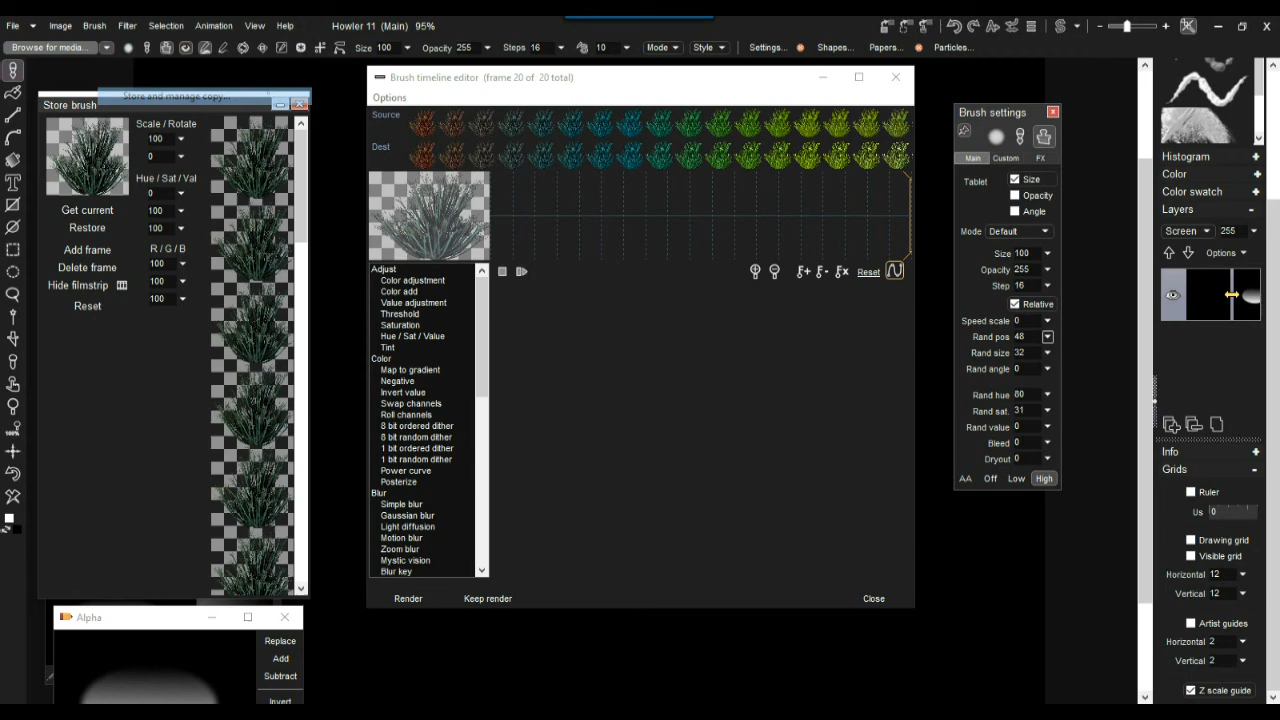 File Image Brush Filter Selection Animation View Help Howler 11 (Main) 95%
Browse for media... Size 100 Opacity 255 Steps 16 10 Mode Style Settings... Shapes... Papers... Particles...
Store and manage copy...
Store brush
Scale / Rotate
100
0
Hue / Sat / Val
0
Get current 100
Restore 100
Add frame R / G / B
Delete frame 100
Hide filmstrip 100
Reset 100
Alpha
Replace
Add
Subtract
Invert
Brush timeline editor (frame 20 of 20 total)
Options
Source
Dest
F+ F- Fx Reset
Adjust
Color adjustment
Color add
Value adjustment
Threshold
Saturation
Hue / Sat / Value
Tint
Color
Map to gradient
Negative
Invert value
Swap channels
Roll channels
8 bit ordered dither
8 bit random dither
1 bit ordered dither
1 bit random dither
Power curve
Posterize
Blur
Simple blur
Gaussian blur
Light diffusion
Motion blur
Zoom blur
Mystic vision
Blur key
Render Keep render Close
Brush settings
Main Custom FX
Tablet Size
Opacity
Angle
Mode Default
Size 100
Opacity 255
Step 16
Relative
Speed scale 0
Rand pos 48
Rand size 32
Rand angle 0
Rand hue 80
Rand sat. 31
Rand value 0
Bleed 0
Dryout 0
AA Off Low High
Histogram +
Color +
Color swatch +
Layers -
Screen 255
Options
Info +
Grids -
Ruler
Us 0
Drawing grid
Visible grid
Horizontal 12
Vertical 12
Artist guides
Horizontal 2
Vertical 2
Z scale guide